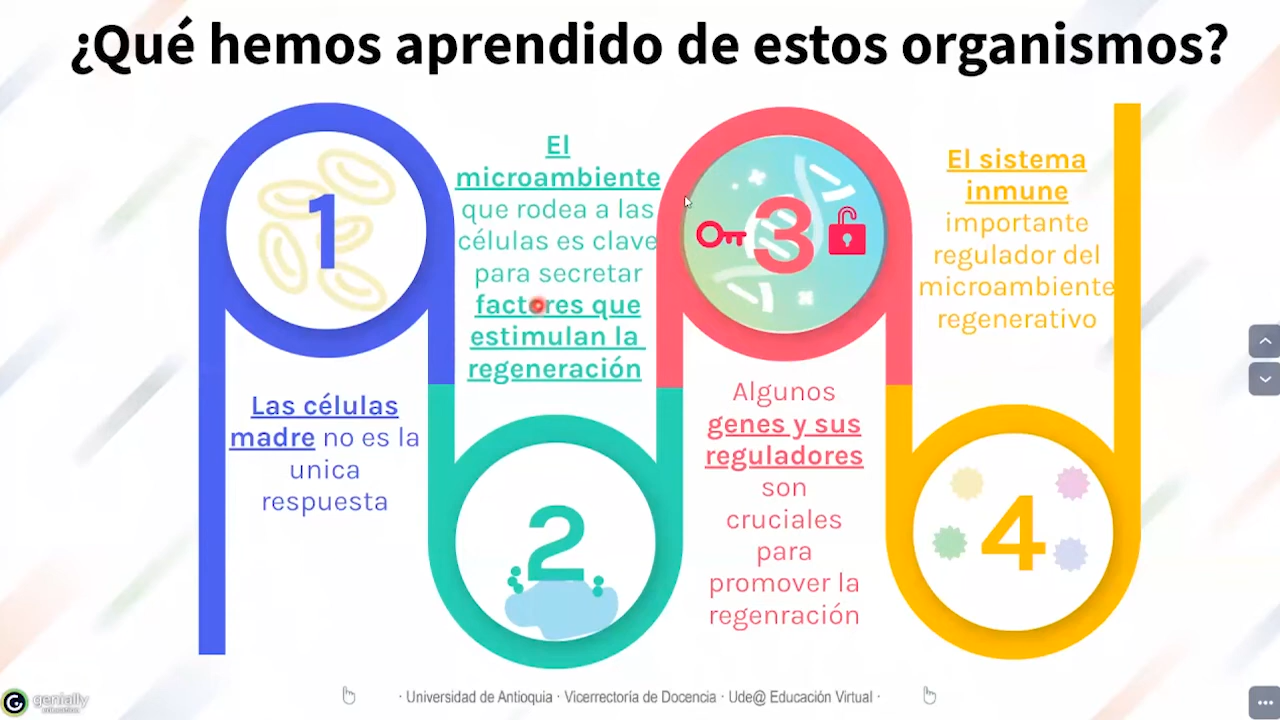 ¿Qué hemos aprendido de estos organismos?
1
Las células
madre no es la
unica
respuesta
El
microambiente
que rodea a las
células es clave
para secretar
factores que
estimulan la
regeneración
2
3
Algunos
genes y sus
reguladores
son
cruciales
para
promover la
regenración
El sistema
inmune
importante
regulador del
microambiente
regenerativo
4
genially
· Universidad de Antioquia · Vicerrectoría de Docencia · Ude@ Educación Virtual ·